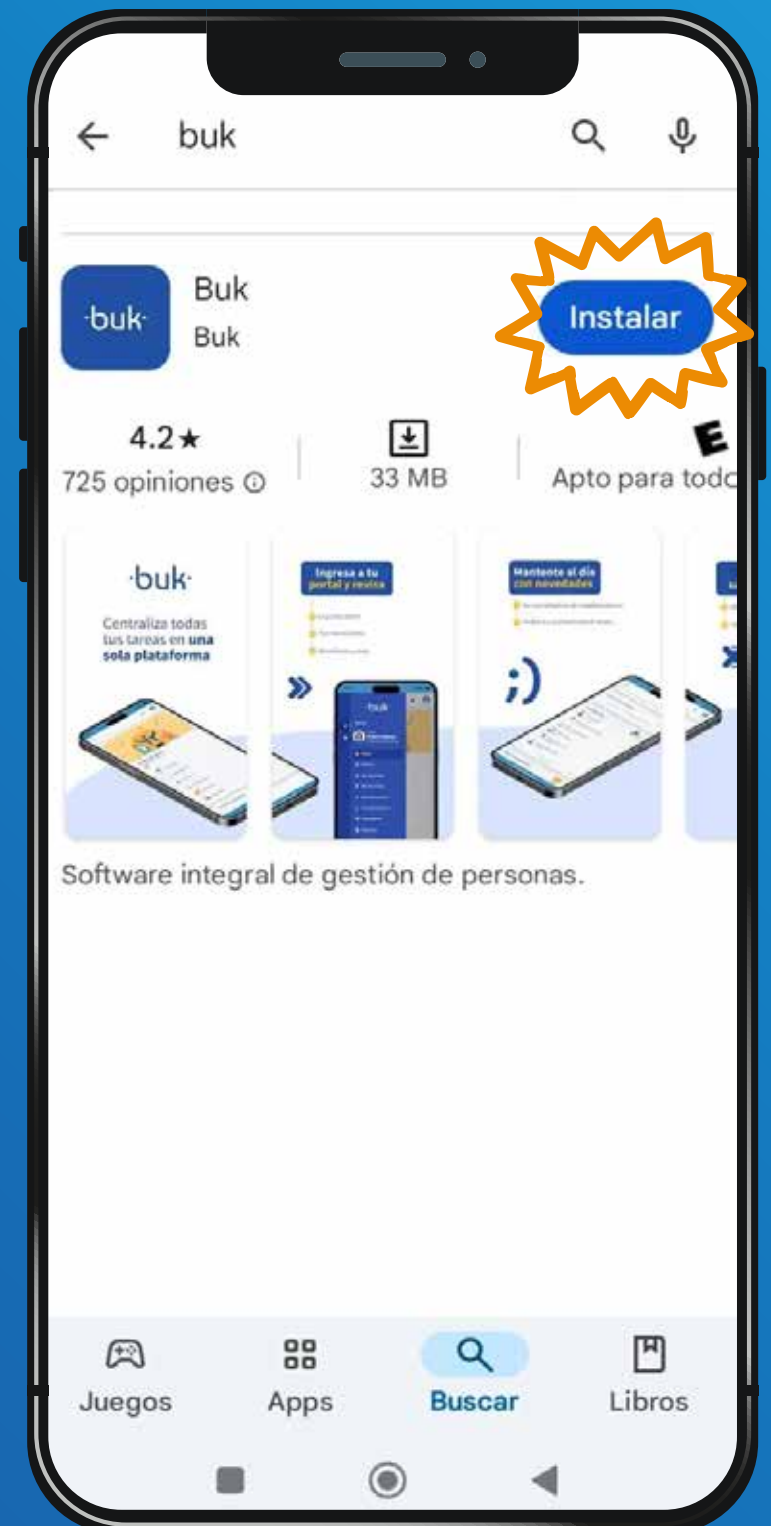 buk
Buk
Buk
·buk·
Instalar
4.2★
725 opiniones
33 MB
E
Apto para todo
·buk·
Centraliza todas
tus tareas en una
sola plataforma
Ingresa a tu
portal y revisa
buk
Mantente al día
con novedades
;)
Software integral de gestión de personas.
Juegos
Apps
Buscar
Libros